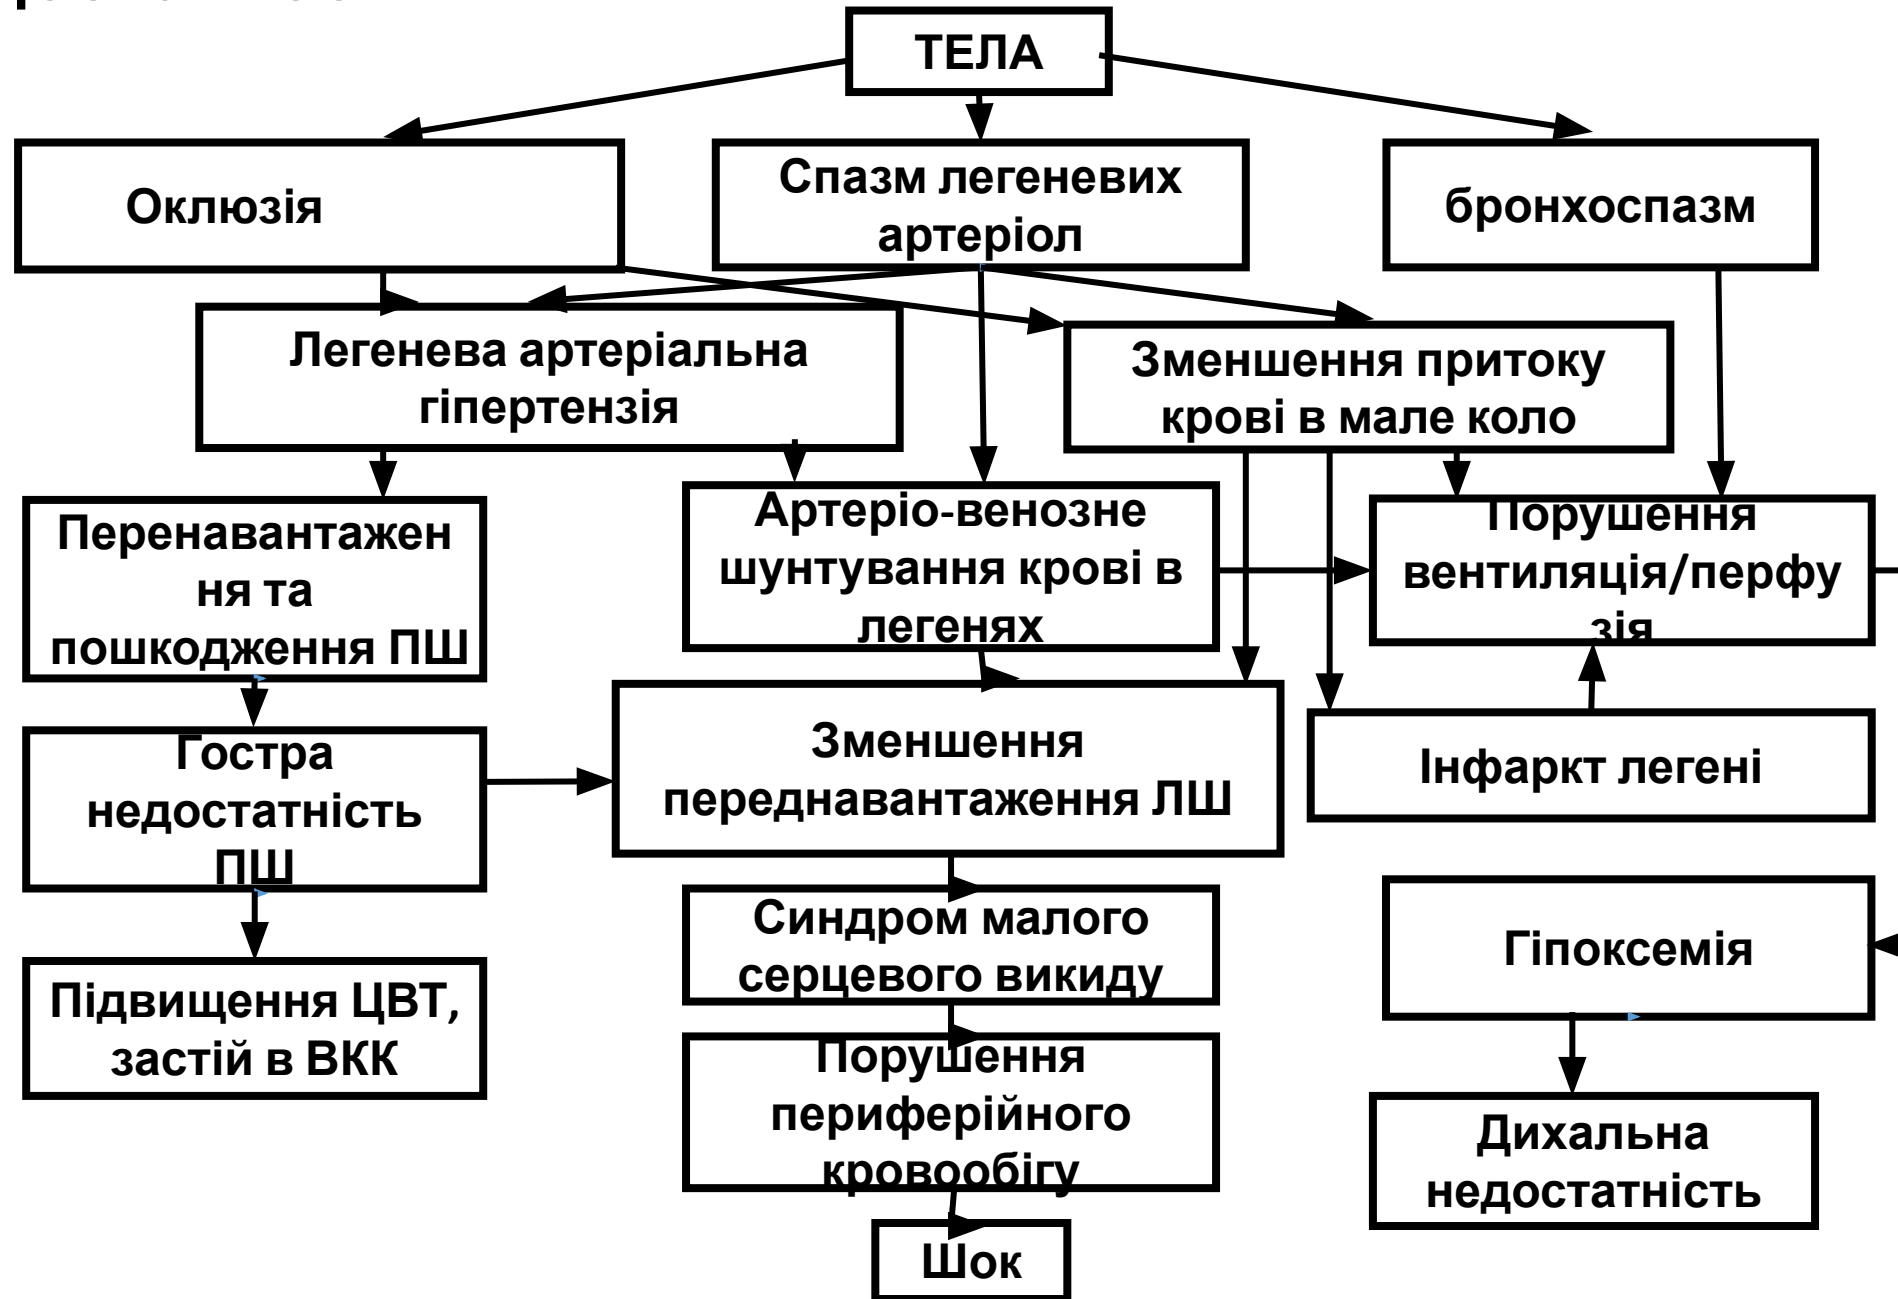 ТЕЛА
Оклюзія
Спазм легеневих
артеріол
бронхоспазм
Легенева артеріальна
гіпертензія
Зменшення притоку
крові в мале коло
Перенавантажен
ня та
пошкодження ПШ
Артеріо-венозне
шунтування крові в
легенях
Порушення
вентиляція/перфу
зія
Гостра
недостатність
ПШ
Зменшення
переднавантаження ЛШ
Інфаркт легені
Підвищення ЦВТ,
застій в ВКК
Синдром малого
серцевого викиду
Гіпоксемія
Порушення
периферійного
кровообігу
Дихальна
недостатність
Шок